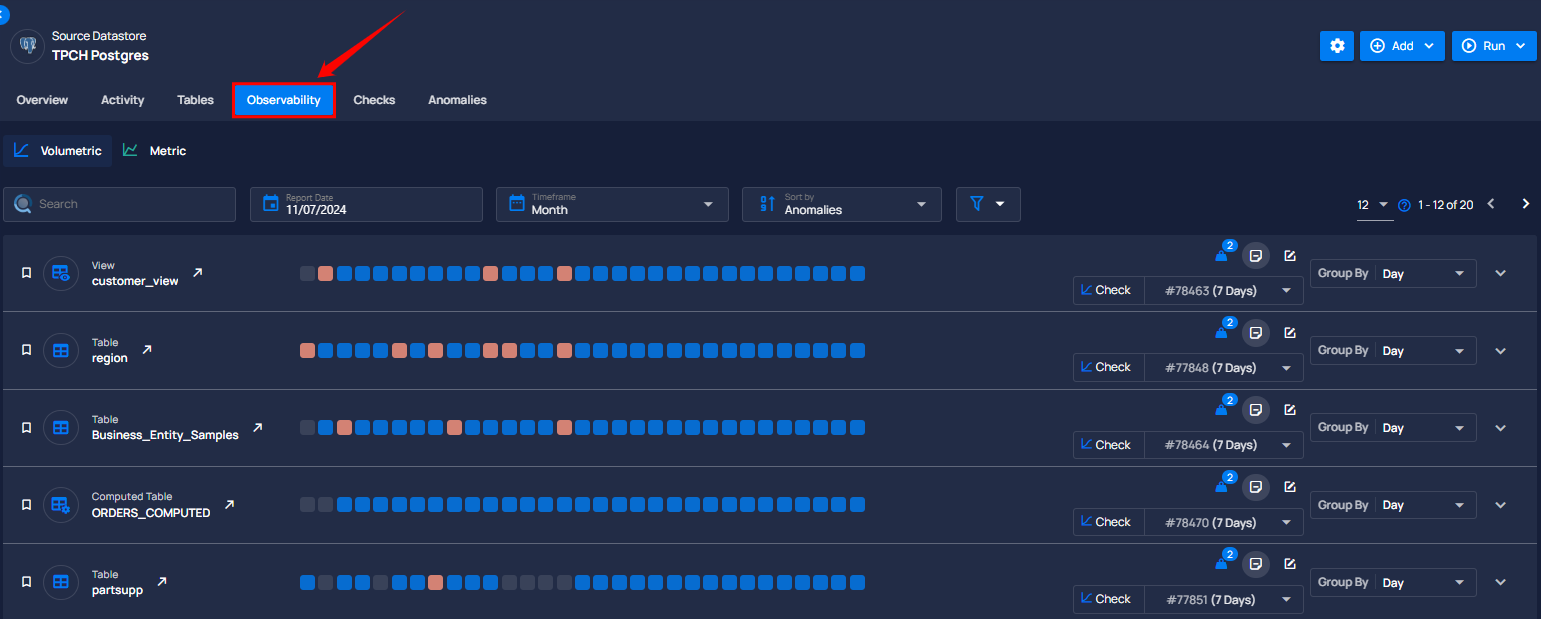 Source Datastore
TPCH Postgres
Add
Run
Overview Activity Tables Observability Checks Anomalies
Volumetric Metric
Search
Report Date
11/07/2024
Timeframe
Month
Sort by
Anomalies
12
1 - 12 of 20
View
customer_view
2
Check #78463 (7 Days)
Group By Day
Table
region
2
Check #77848 (7 Days)
Group By Day
Table
Business_Entity_Samples
2
Check #78464 (7 Days)
Group By Day
Computed Table
ORDERS_COMPUTED
2
Check #78470 (7 Days)
Group By Day
Table
partsupp
2
Check #77851 (7 Days)
Group By Day